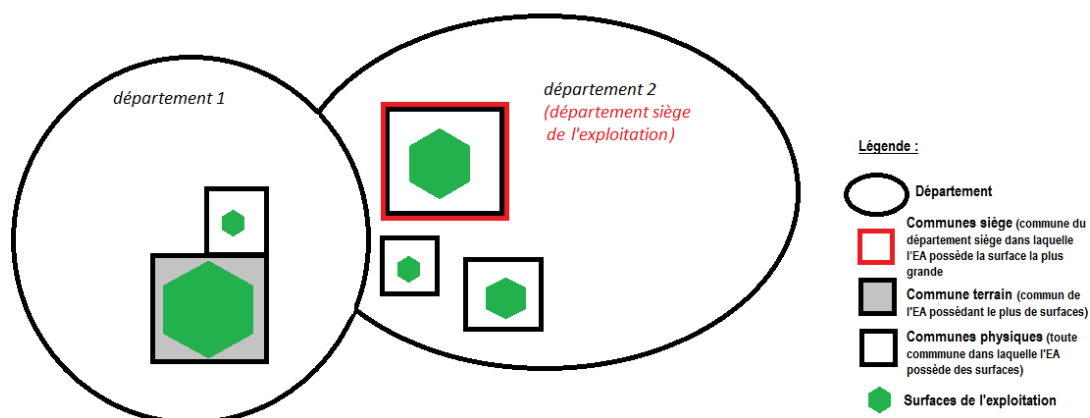 département 1
département 2
(département siège
de l'exploitation)
Légende :
Département
Communes siège (commune du
département siège dans laquelle
l'EA possède la surface la plus
grande
Commune terrain (commun de
l'EA possédant le plus de surfaces)
Communes physiques (toute
commmune dans laquelle l'EA
possède des surfaces)
Surfaces de l'exploitation